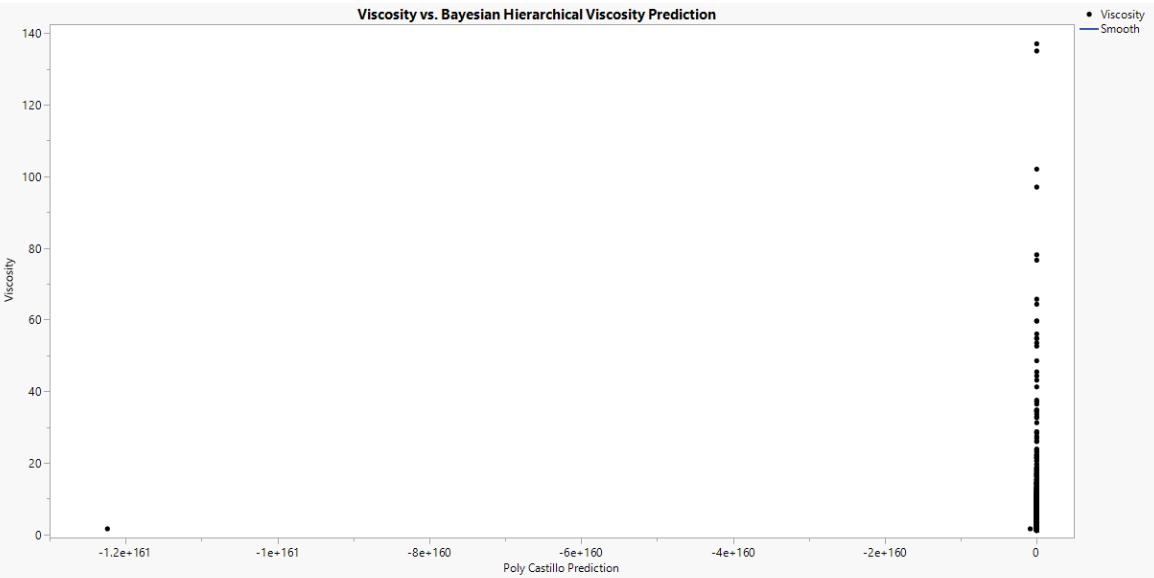 Viscosity vs. Bayesian Hierarchical Viscosity Prediction
Viscosity
Smooth
140
120
100
80
60
40
20
0
Viscosity
-1.2e+161
-1e+161
-8e+160
-6e+160
-4e+160
-2e+160
0
Poly Castillo Prediction